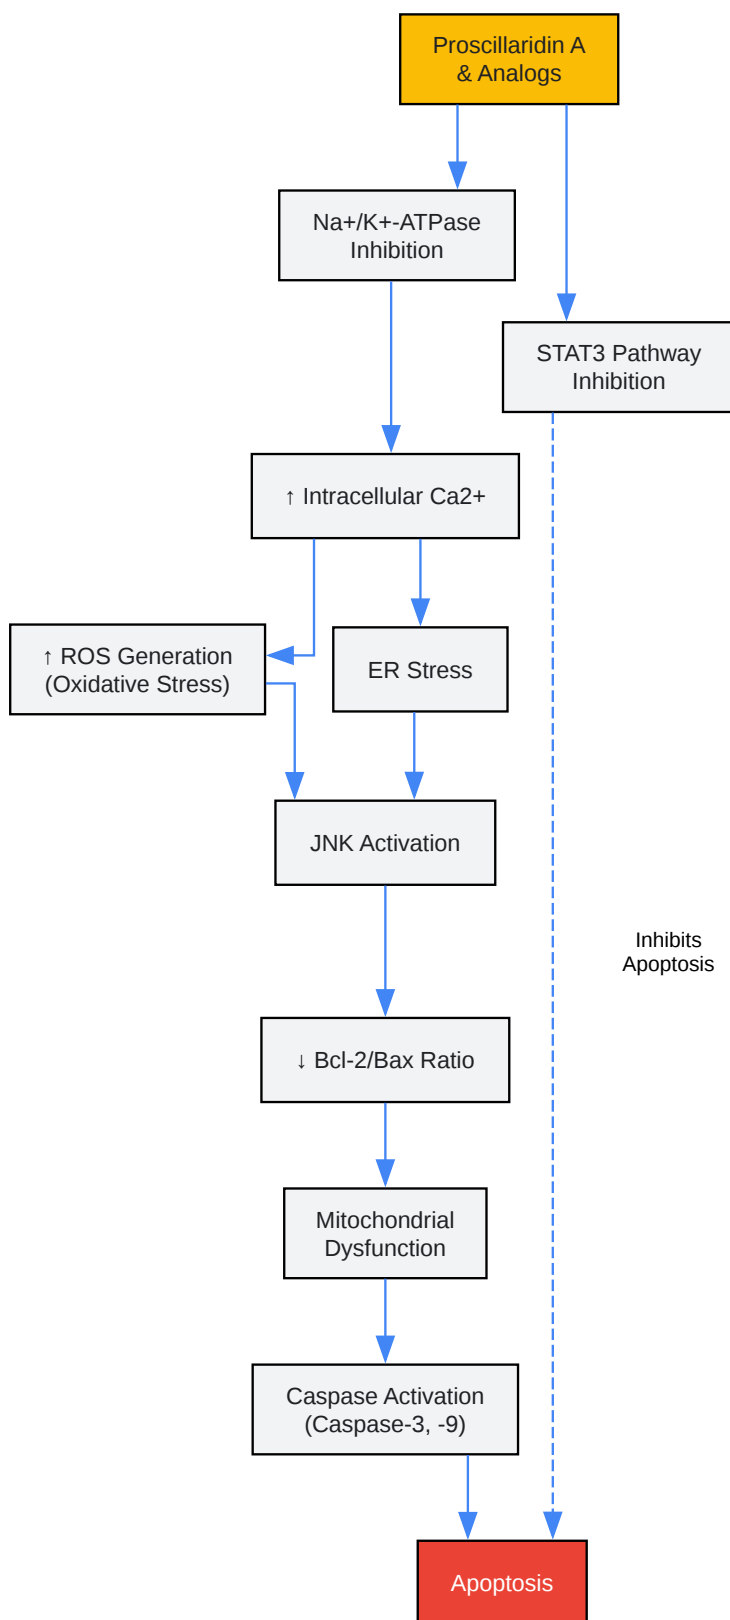 Proscillaridin A
& Analogs
Na+/K+-ATPase
Inhibition
STAT3 Pathway
Inhibition
↑ Intracellular Ca2+
↑ ROS Generation
(Oxidative Stress)
ER Stress
JNK Activation
Inhibits
Apoptosis
↓ Bcl-2/Bax Ratio
Mitochondrial
Dysfunction
Caspase Activation
(Caspase-3, -9)
Apoptosis